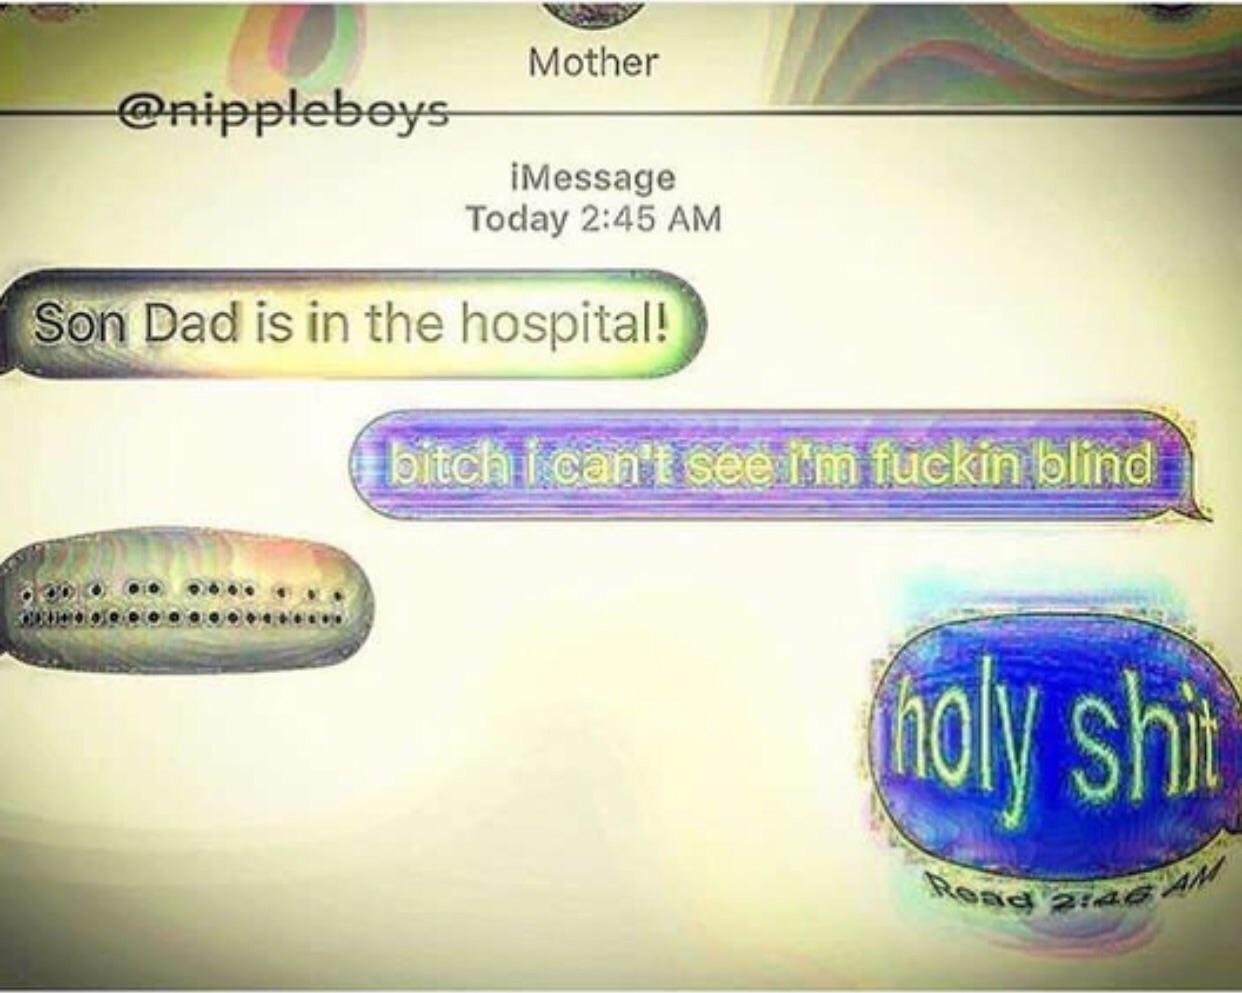 Mother
@nippleboys
iMessage
Today 2:45 AM
Son Dad is in the hospital!
bitch i can't see i'm fuckin blind
holy shit
Read 2:46 AM